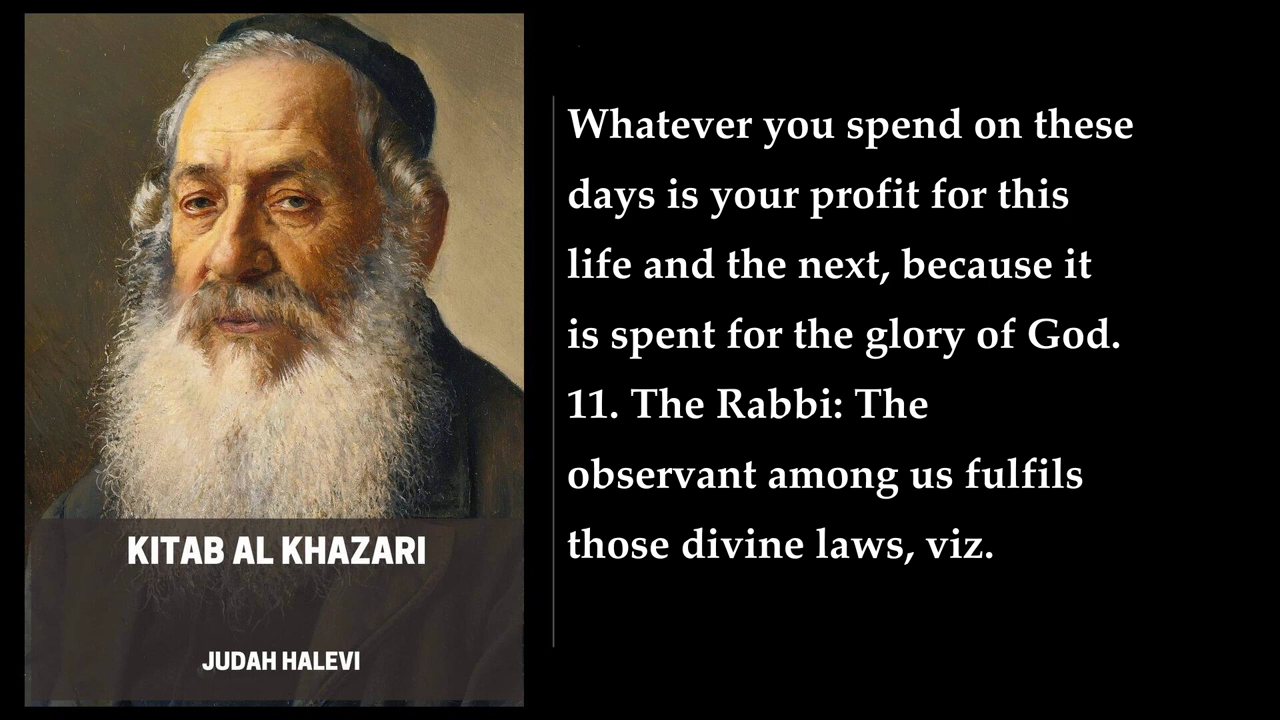 KITAB AL KHAZARI
JUDAH HALEVI
Whatever you spend on these
days is your profit for this
life and the next, because it
is spent for the glory of God.
11. The Rabbi: The
observant among us fulfils
those divine laws, viz.